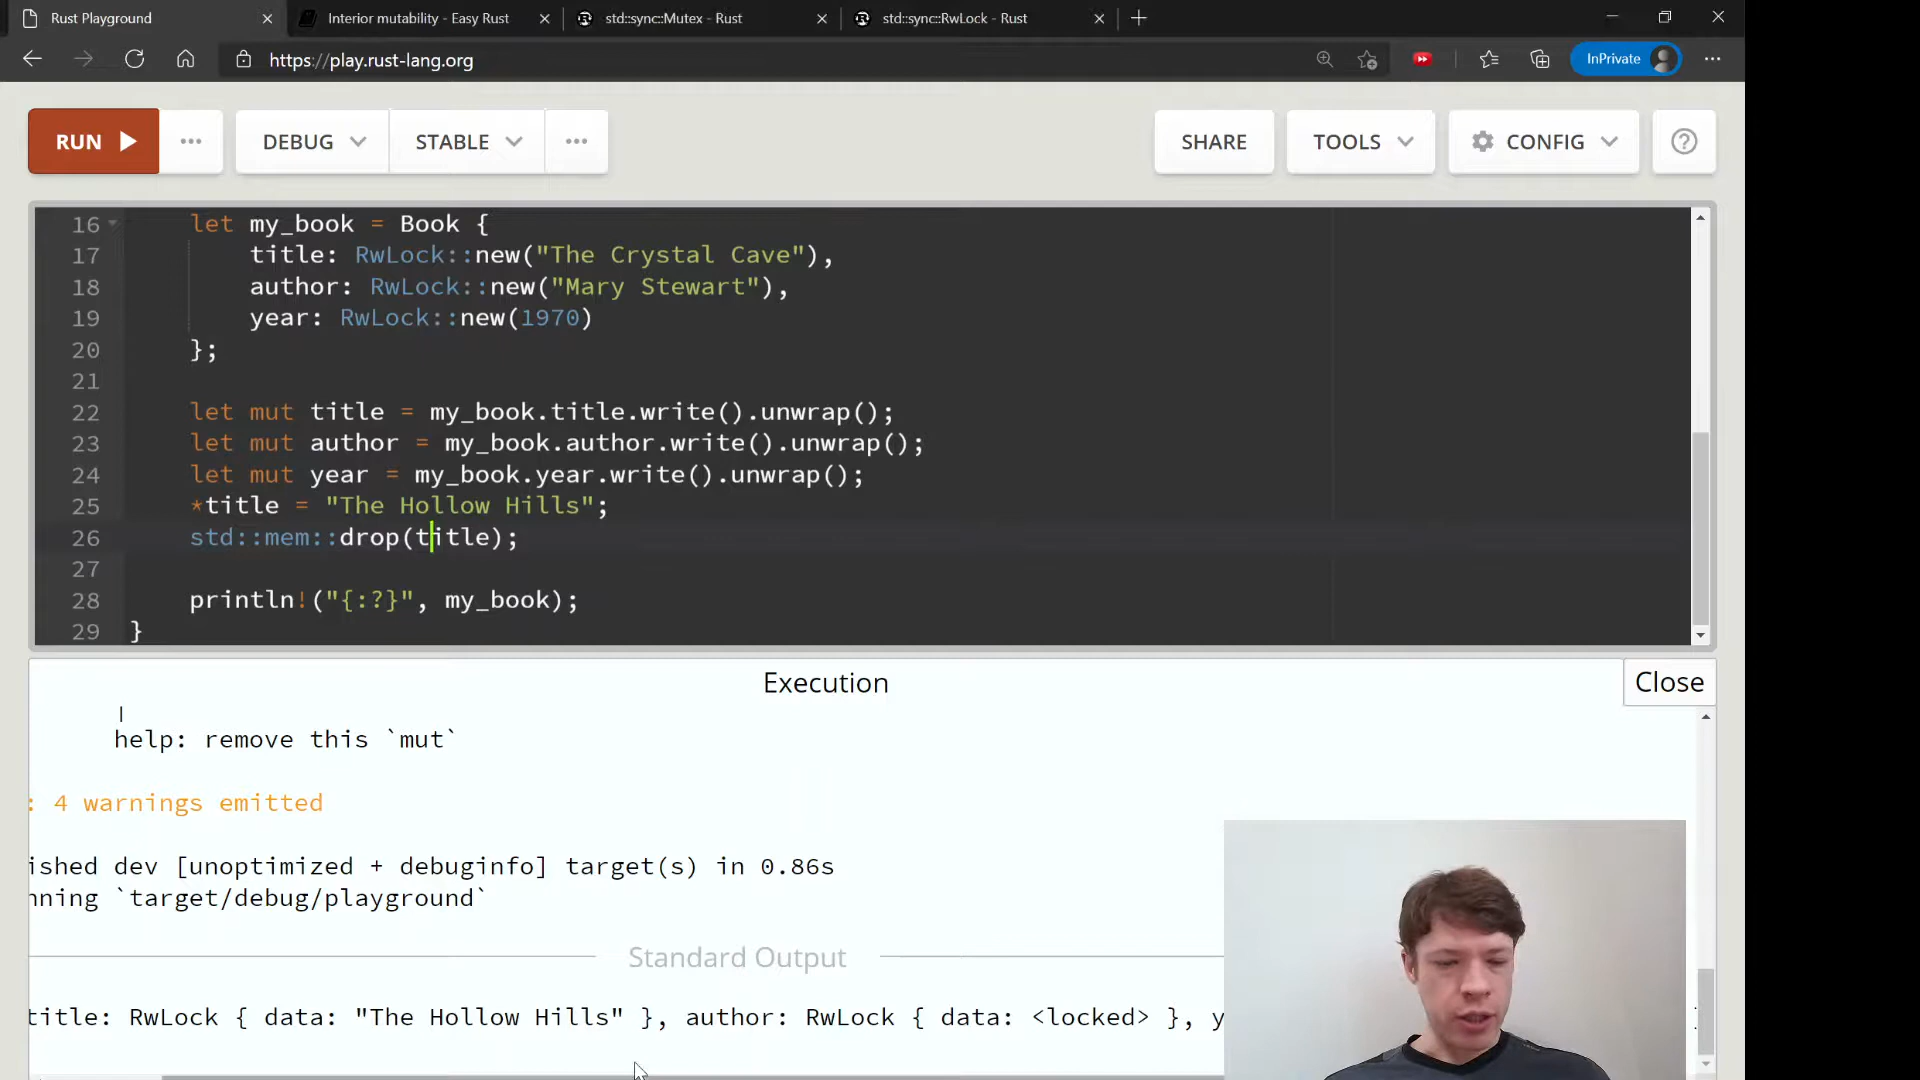 Rust Playground
Interior mutability - Easy Rust
std::sync::Mutex - Rust
std::sync::RwLock - Rust
https://play.rust-lang.org
InPrivate
RUN
DEBUG
STABLE
SHARE
TOOLS
CONFIG
16 let my_book = Book {
17 title: RwLock::new("The Crystal Cave"),
18 author: RwLock::new("Mary Stewart"),
19 year: RwLock::new(1970)
20 };
21
22 let mut title = my_book.title.write().unwrap();
23 let mut author = my_book.author.write().unwrap();
24 let mut year = my_book.year.write().unwrap();
25 *title = "The Hollow Hills";
26 std::mem::drop(title);
27
28 println!("{:?}", my_book);
29 }
Execution
Close
|
help: remove this `mut`
: 4 warnings emitted
ished dev [unoptimized + debuginfo] target(s) in 0.86s
nning `target/debug/playground`
Standard Output
title: RwLock { data: "The Hollow Hills" }, author: RwLock { data: <locked> }, y